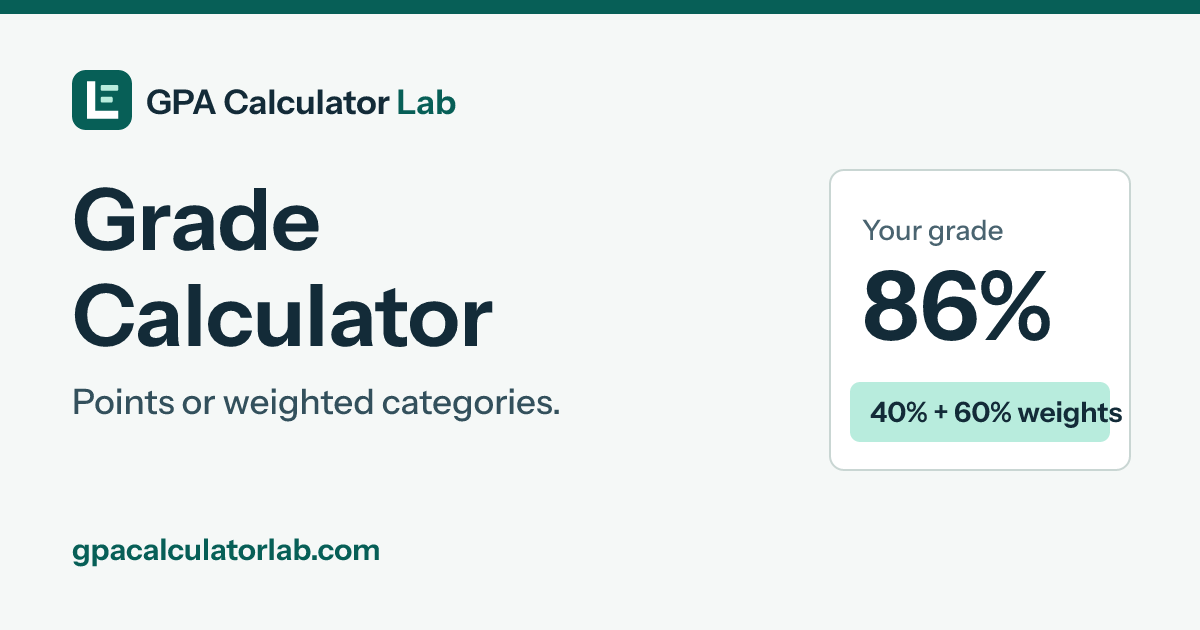 GPA Calculator Lab
Grade
Calculator
Points or weighted categories.
Your grade
86%
40% + 60% weights
gpacalculatorlab.com